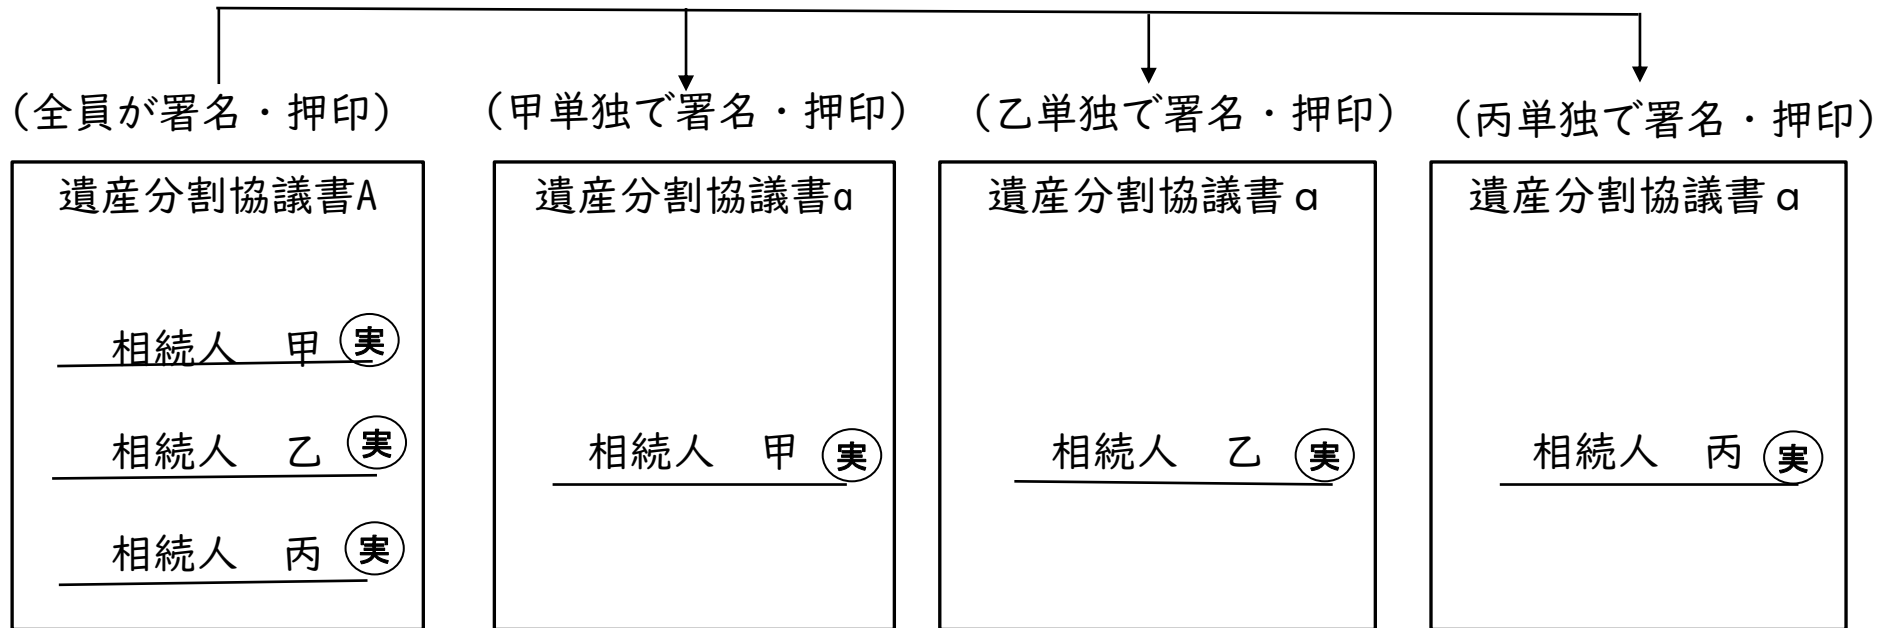 (全員が署名・押印)
(甲単独で署名・押印)
(乙単独で署名・押印)
(丙単独で署名・押印)
遺産分割協議書A
相続人 甲 実
相続人 乙 実
相続人 丙 実
遺産分割協議書a
相続人 甲 実
遺産分割協議書a
相続人 乙 実
遺産分割協議書a
相続人 丙 実